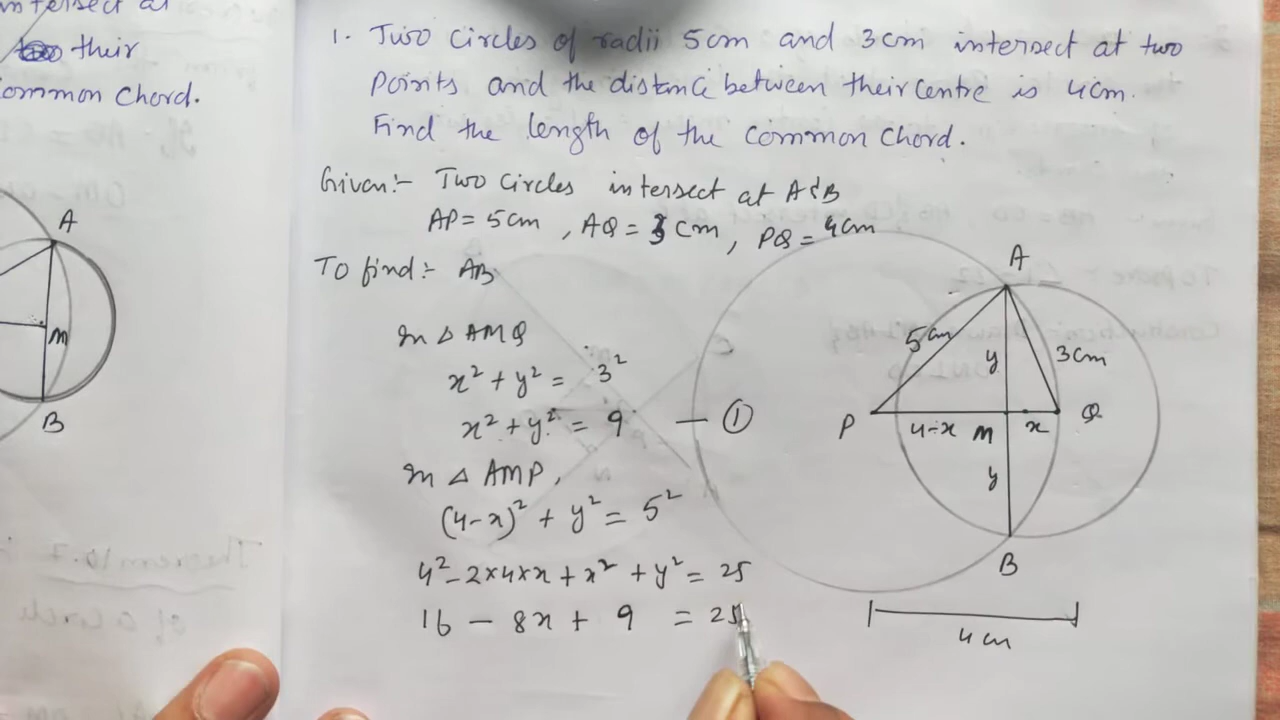 intersect at
their
ommon chord.
A
M
B
1. Two circles of radii 5cm and 3cm intersect at two
points and the distance between their centre is 4cm.
Find the length of the common chord.
Given:- Two circles intersect at A & B
AP = 5cm, AQ = 3cm, PQ = 4cm
To find:- AB
In △ AMQ
x² + y² = 3²
x² + y² = 9 — ①
In △ AMP,
(4-x)² + y² = 5²
4² - 2×4×x + x² + y² = 25
16 - 8x + 9 = 25
A
5cm
y
3cm
P
4-x
M
x
Q
y
B
4cm